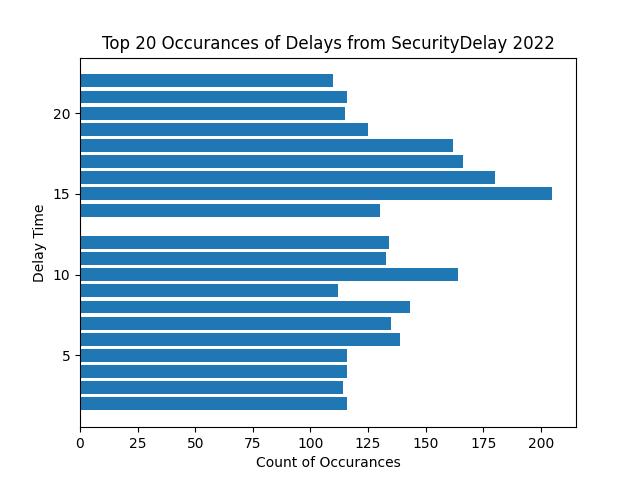 Top 20 Occurances of Delays from SecurityDelay 2022
20
15
10
5
Delay Time
0 25 50 75 100 125 150 175 200
Count of Occurances